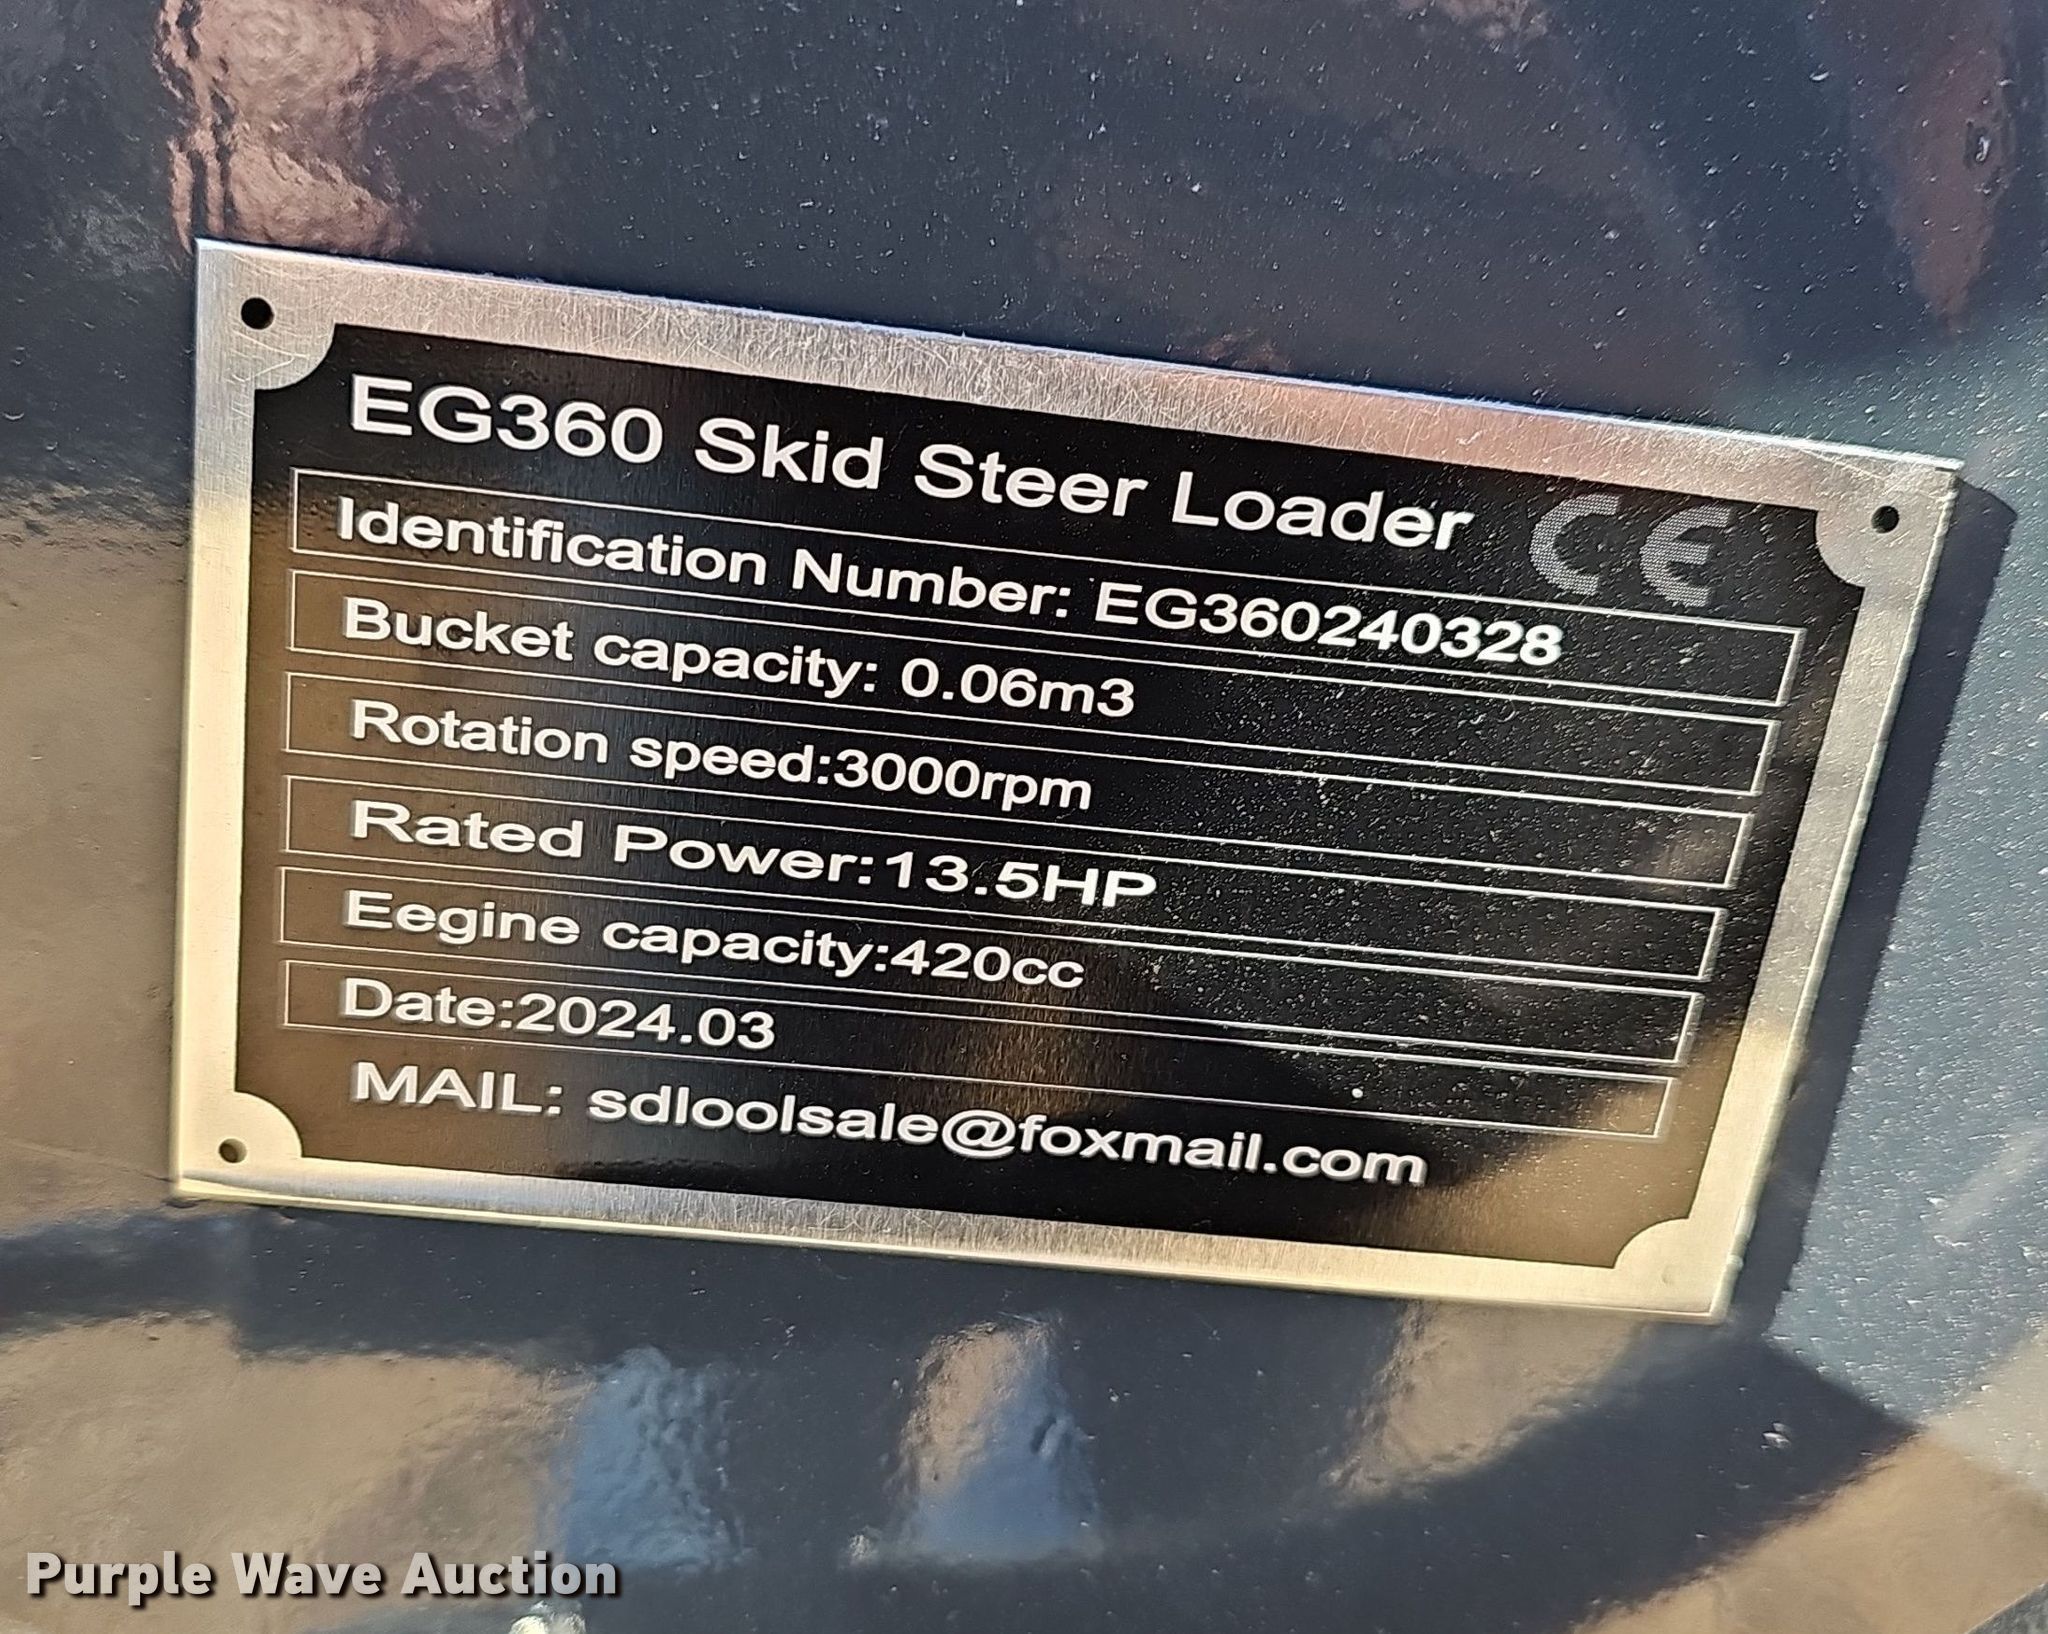 EG360 Skid Steer Loader CE
Identification Number: EG360240328
Bucket capacity: 0.06m3
Rotation speed:3000rpm
Rated Power:13.5HP
Eegine capacity:420cc
Date:2024.03
MAIL: sdloolsale@foxmail.com
Purple Wave Auction